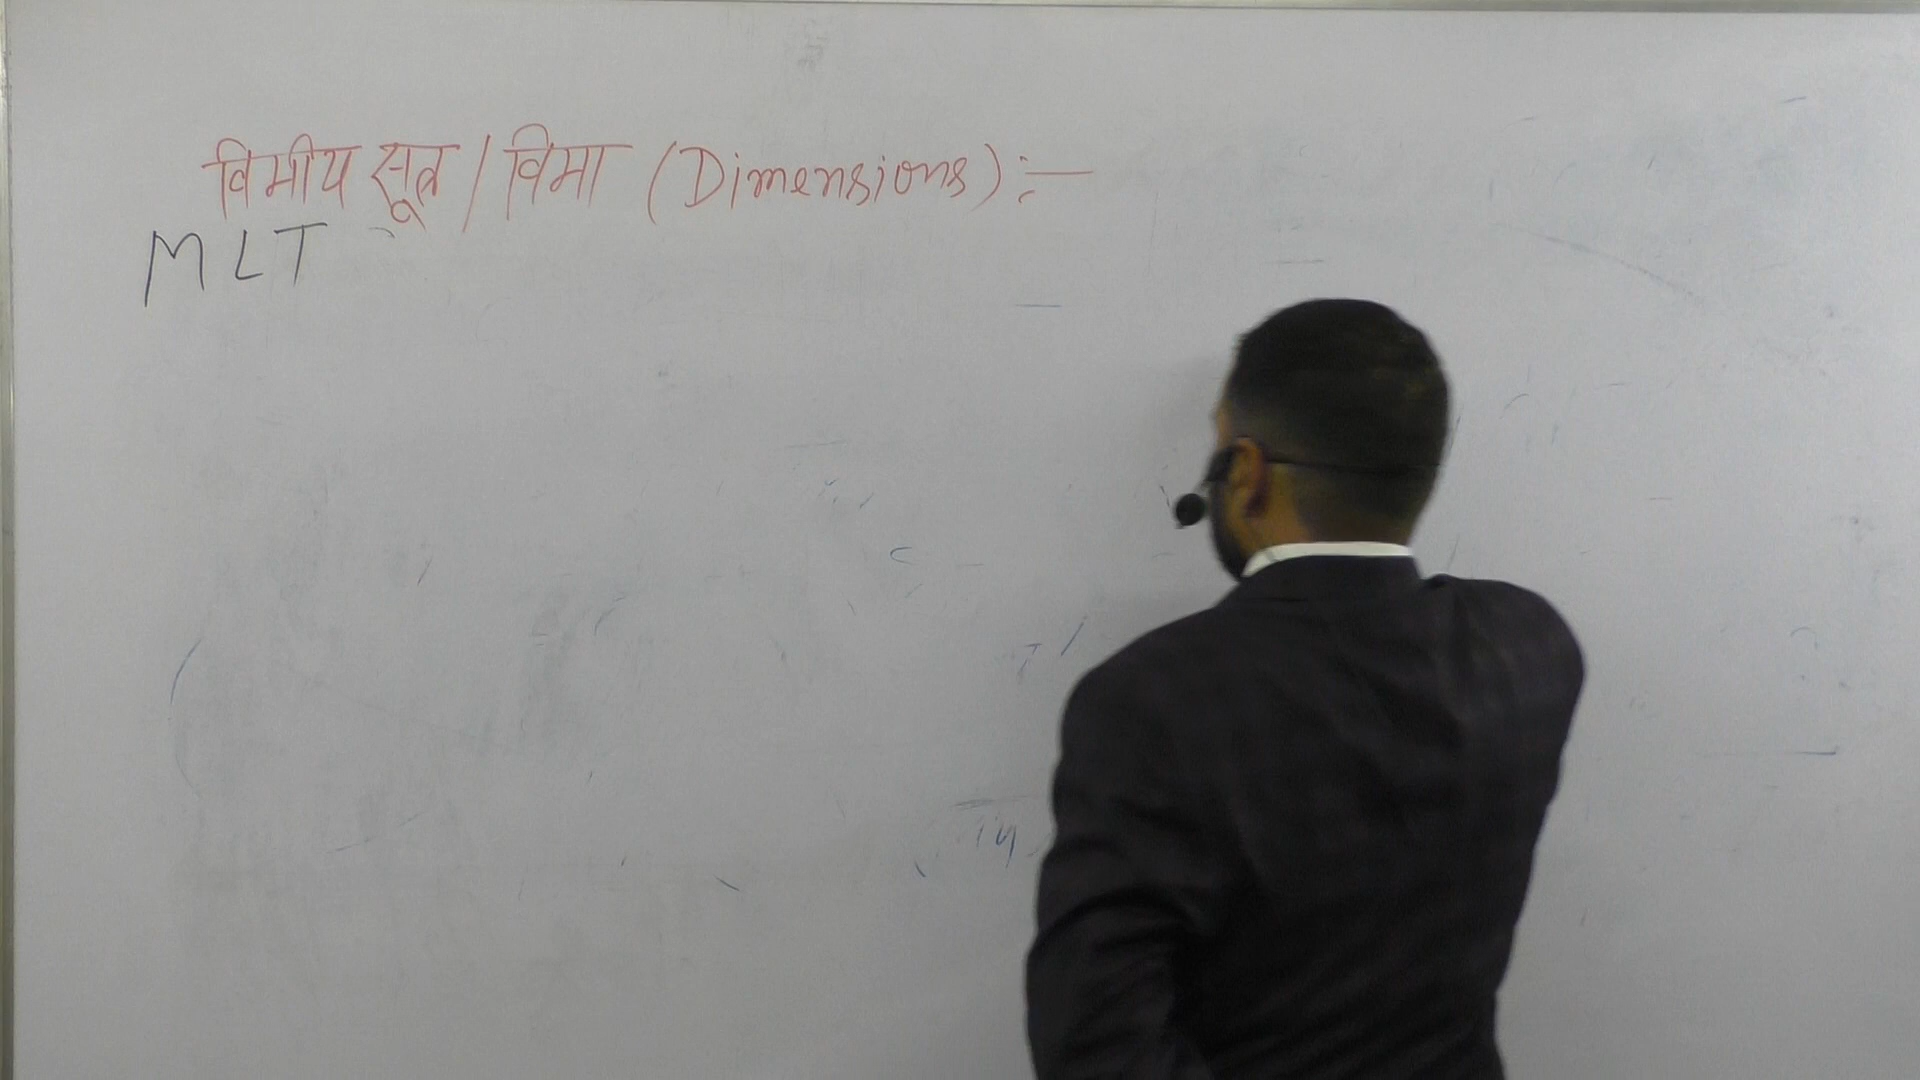 विमीय सूत्र / विमा (Dimensions) :-
MLT